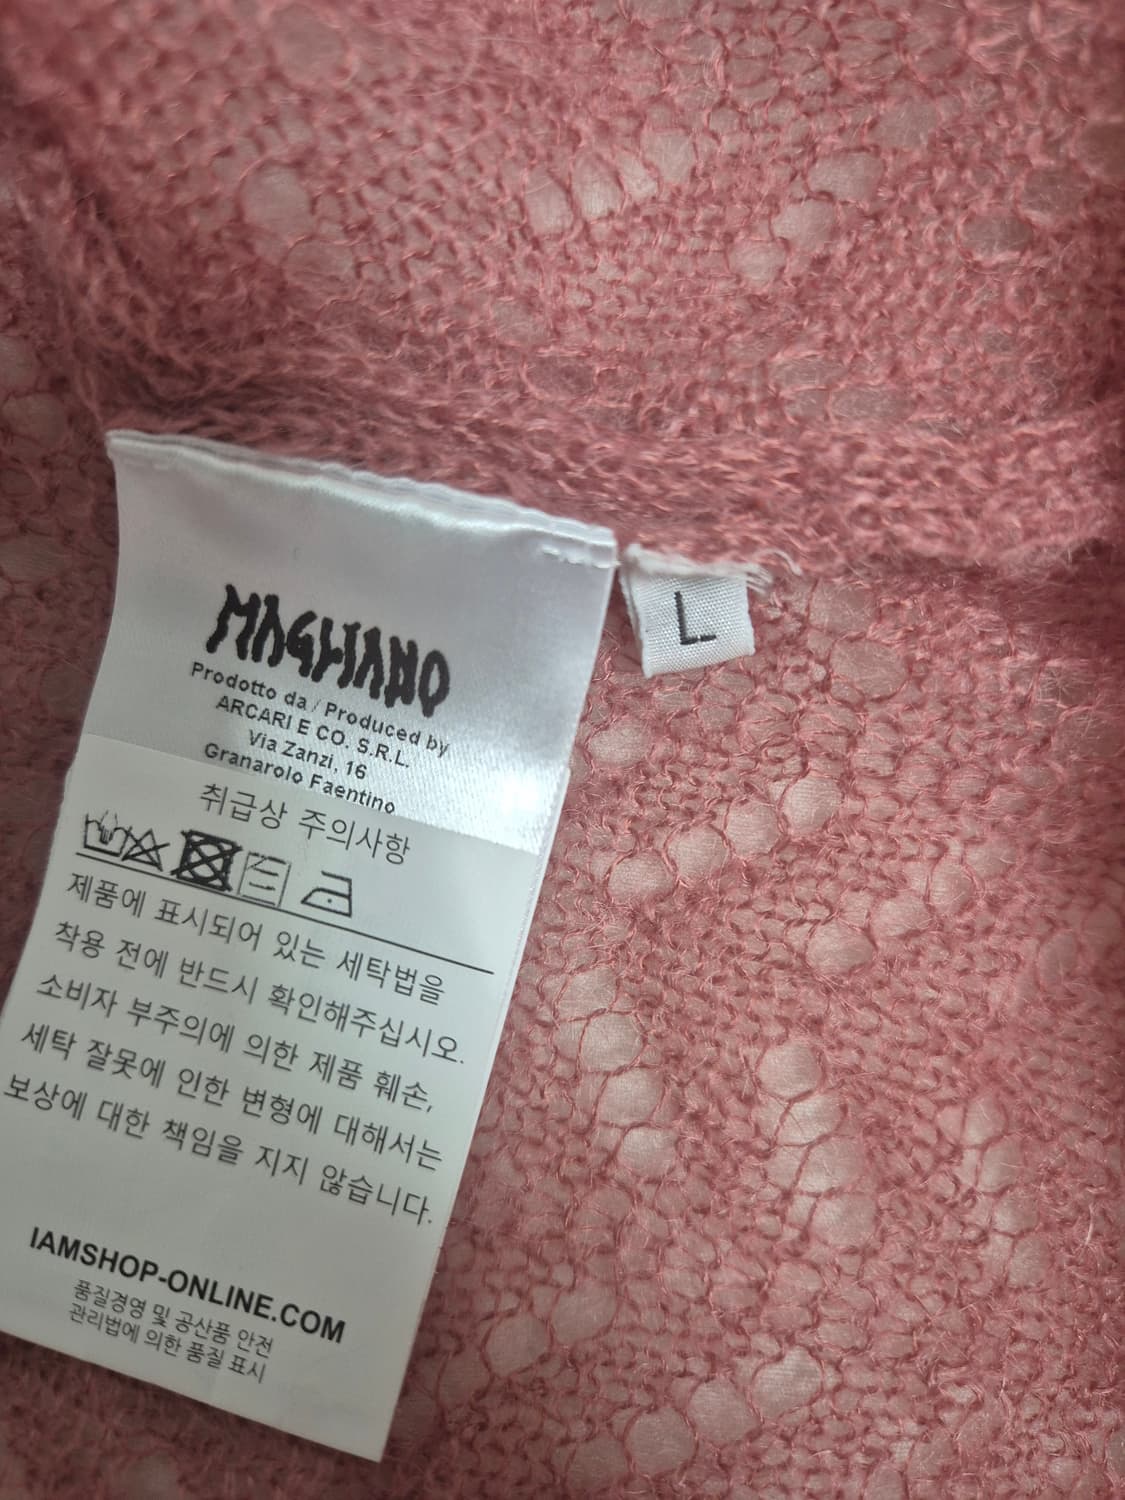 MAGLIANO
Prodotto da / Produced by
ARCARI E CO. S.R.L.
Via Zanzi, 16
Granarolo Faentino
L
취급상 주의사항
제품에 표시되어 있는 세탁법을
착용 전에 반드시 확인해주십시오.
소비자 부주의에 의한 제품 훼손,
세탁 잘못에 인한 변형에 대해서는
보상에 대한 책임을 지지 않습니다.
IAMSHOP-ONLINE.COM
품질경영 및 공산품 안전
관리법에 의한 품질 표시